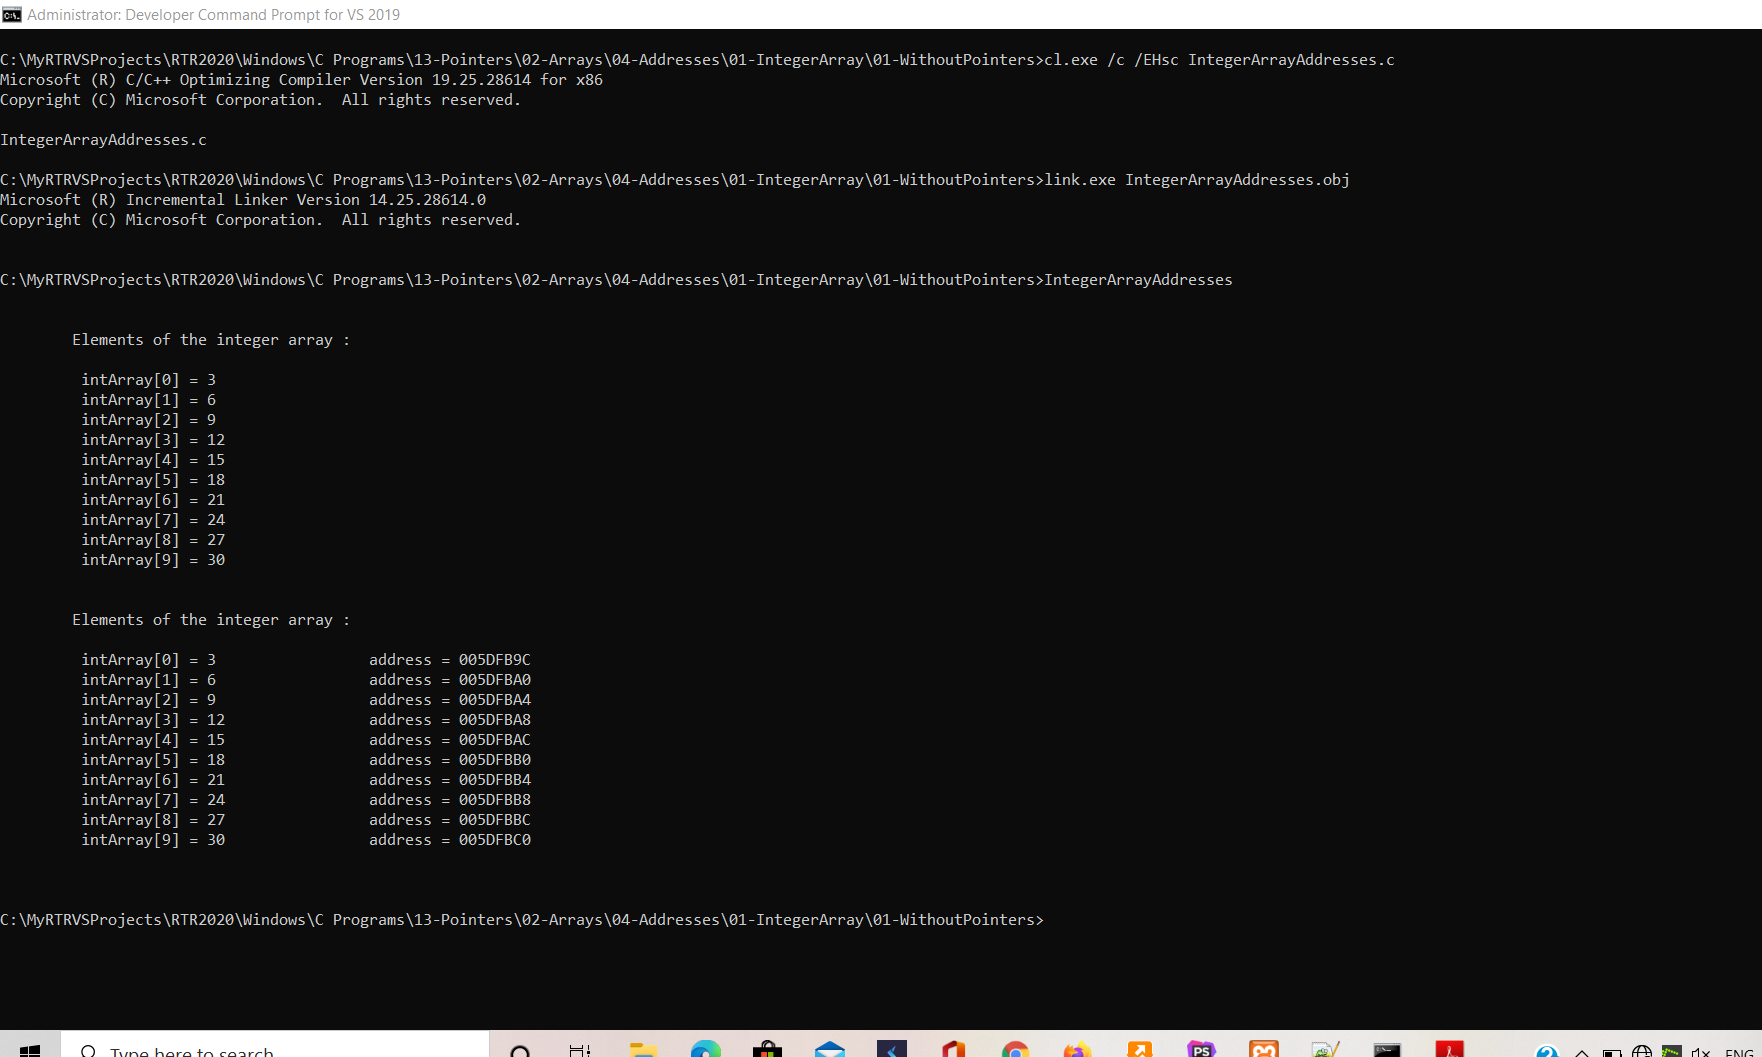 Administrator: Developer Command Prompt for VS 2019
C:\MyRTRVSProjects\RTR2020\Windows\C Programs\13-Pointers\02-Arrays\04-Addresses\01-IntegerArray\01-WithoutPointers>cl.exe /c /EHsc IntegerArrayAddresses.c
Microsoft (R) C/C++ Optimizing Compiler Version 19.25.28614 for x86
Copyright (C) Microsoft Corporation.  All rights reserved.
IntegerArrayAddresses.c
C:\MyRTRVSProjects\RTR2020\Windows\C Programs\13-Pointers\02-Arrays\04-Addresses\01-IntegerArray\01-WithoutPointers>link.exe IntegerArrayAddresses.obj
Microsoft (R) Incremental Linker Version 14.25.28614.0
Copyright (C) Microsoft Corporation.  All rights reserved.
C:\MyRTRVSProjects\RTR2020\Windows\C Programs\13-Pointers\02-Arrays\04-Addresses\01-IntegerArray\01-WithoutPointers>IntegerArrayAddresses
Elements of the integer array :
intArray[0] = 3
intArray[1] = 6
intArray[2] = 9
intArray[3] = 12
intArray[4] = 15
intArray[5] = 18
intArray[6] = 21
intArray[7] = 24
intArray[8] = 27
intArray[9] = 30
Elements of the integer array :
intArray[0] = 3 address = 005DFB9C
intArray[1] = 6 address = 005DFBA0
intArray[2] = 9 address = 005DFBA4
intArray[3] = 12 address = 005DFBA8
intArray[4] = 15 address = 005DFBAC
intArray[5] = 18 address = 005DFBB0
intArray[6] = 21 address = 005DFBB4
intArray[7] = 24 address = 005DFBB8
intArray[8] = 27 address = 005DFBBC
intArray[9] = 30 address = 005DFBC0
C:\MyRTRVSProjects\RTR2020\Windows\C Programs\13-Pointers\02-Arrays\04-Addresses\01-IntegerArray\01-WithoutPointers>
Type here to search
PS
ENG